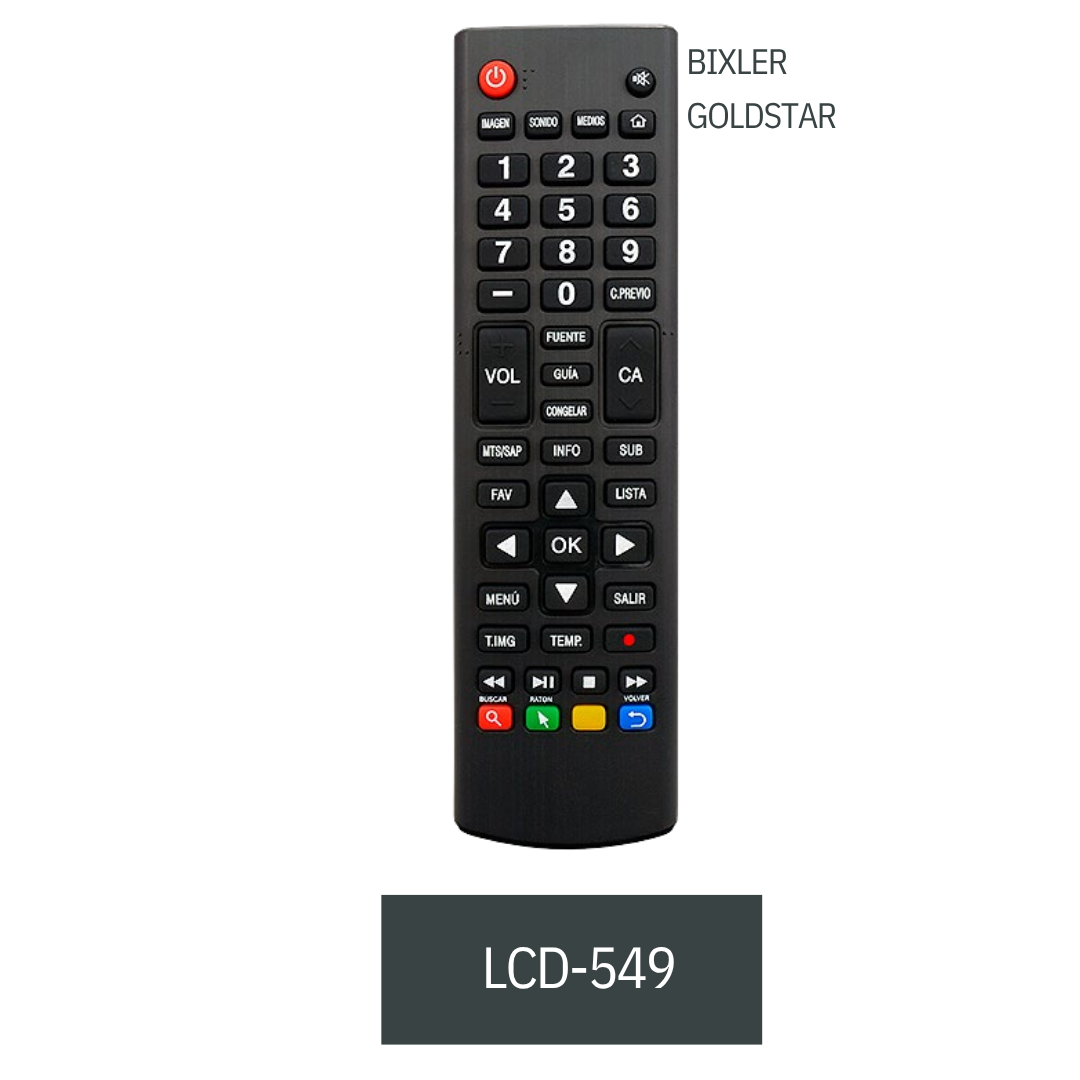 BIXLER
GOLDSTAR
IMAGEN SONIDO MEDIOS
1 2 3
4 5 6
7 8 9
— 0 C.PREVIO
+ FUENTE
VOL GUÍA CA
— CONGELAR
MTS/SAP INFO SUB
FAV LISTA
OK
MENÚ SALIR
T.IMG TEMP.
BUSCAR RATON VOLVER
LCD-549